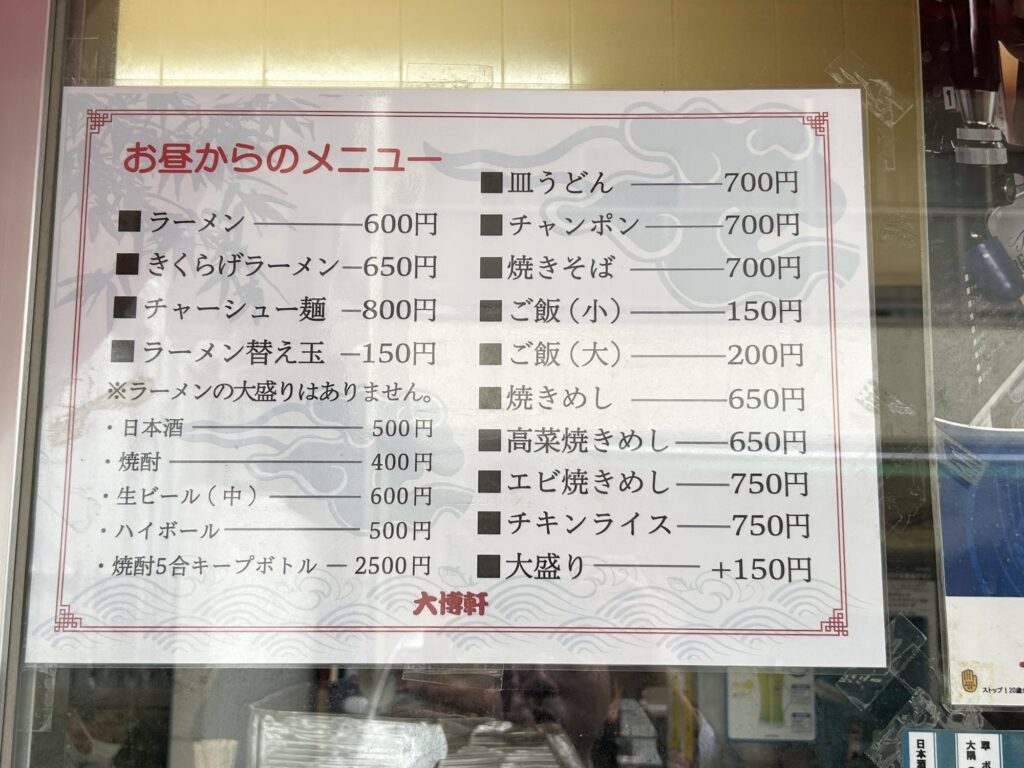 お昼からのメニュー
■ラーメン ―600円
■きくらげラーメン―650円
■チャーシュー麺 ―800円
■ラーメン替え玉 ―150円
※ラーメンの大盛りはありません。
・日本酒 ― 500円
・焼酎 ― 400円
・生ビール(中) ― 600円
・ハイボール ― 500円
・焼酎5合キープボトル ― 2500円
■皿うどん ―700円
■チャンポン ―700円
■焼きそば ―700円
■ご飯(小) ―150円
■ご飯(大) ―200円
■焼きめし ―650円
■高菜焼きめし ―650円
■エビ焼きめし ―750円
■チキンライス ―750円
■大盛り ― +150円
大博軒
ストップ!20歳
日本酒